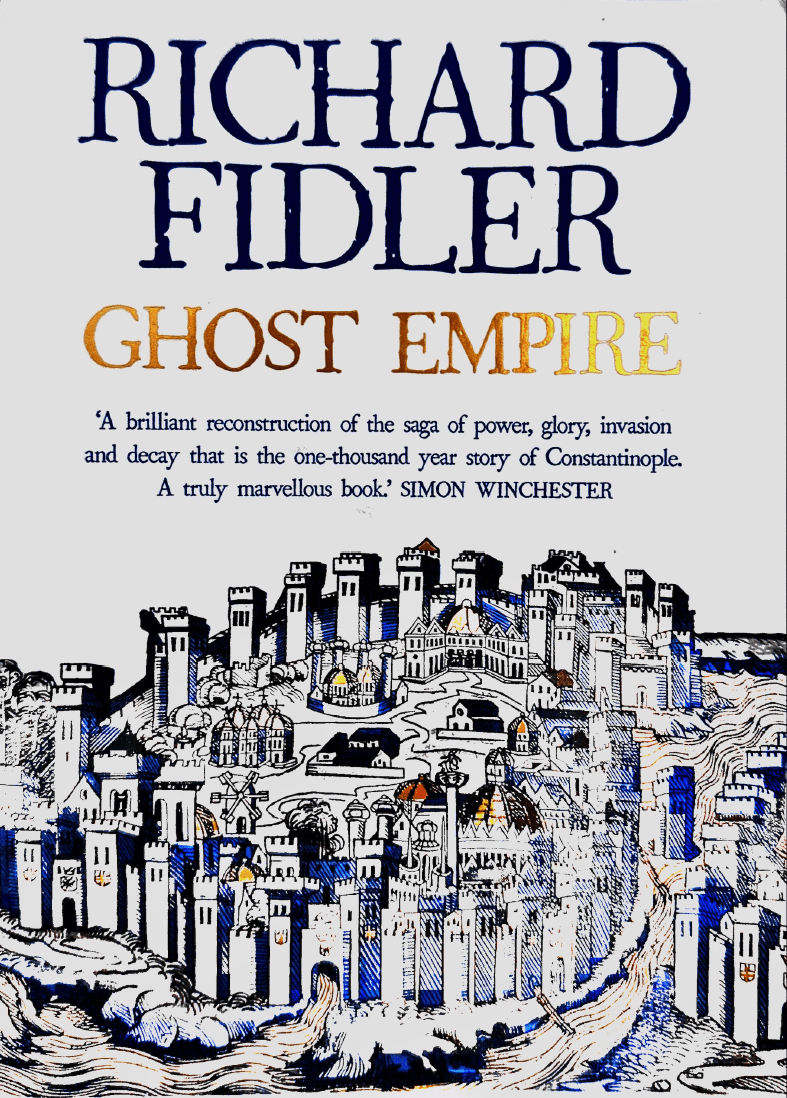 RICHARD
FIDLER
GHOST EMPIRE
‘A brilliant reconstruction of the saga of power, glory, invasion
and decay that is the one-thousand year story of Constantinople.
A truly marvellous book.’ SIMON WINCHESTER